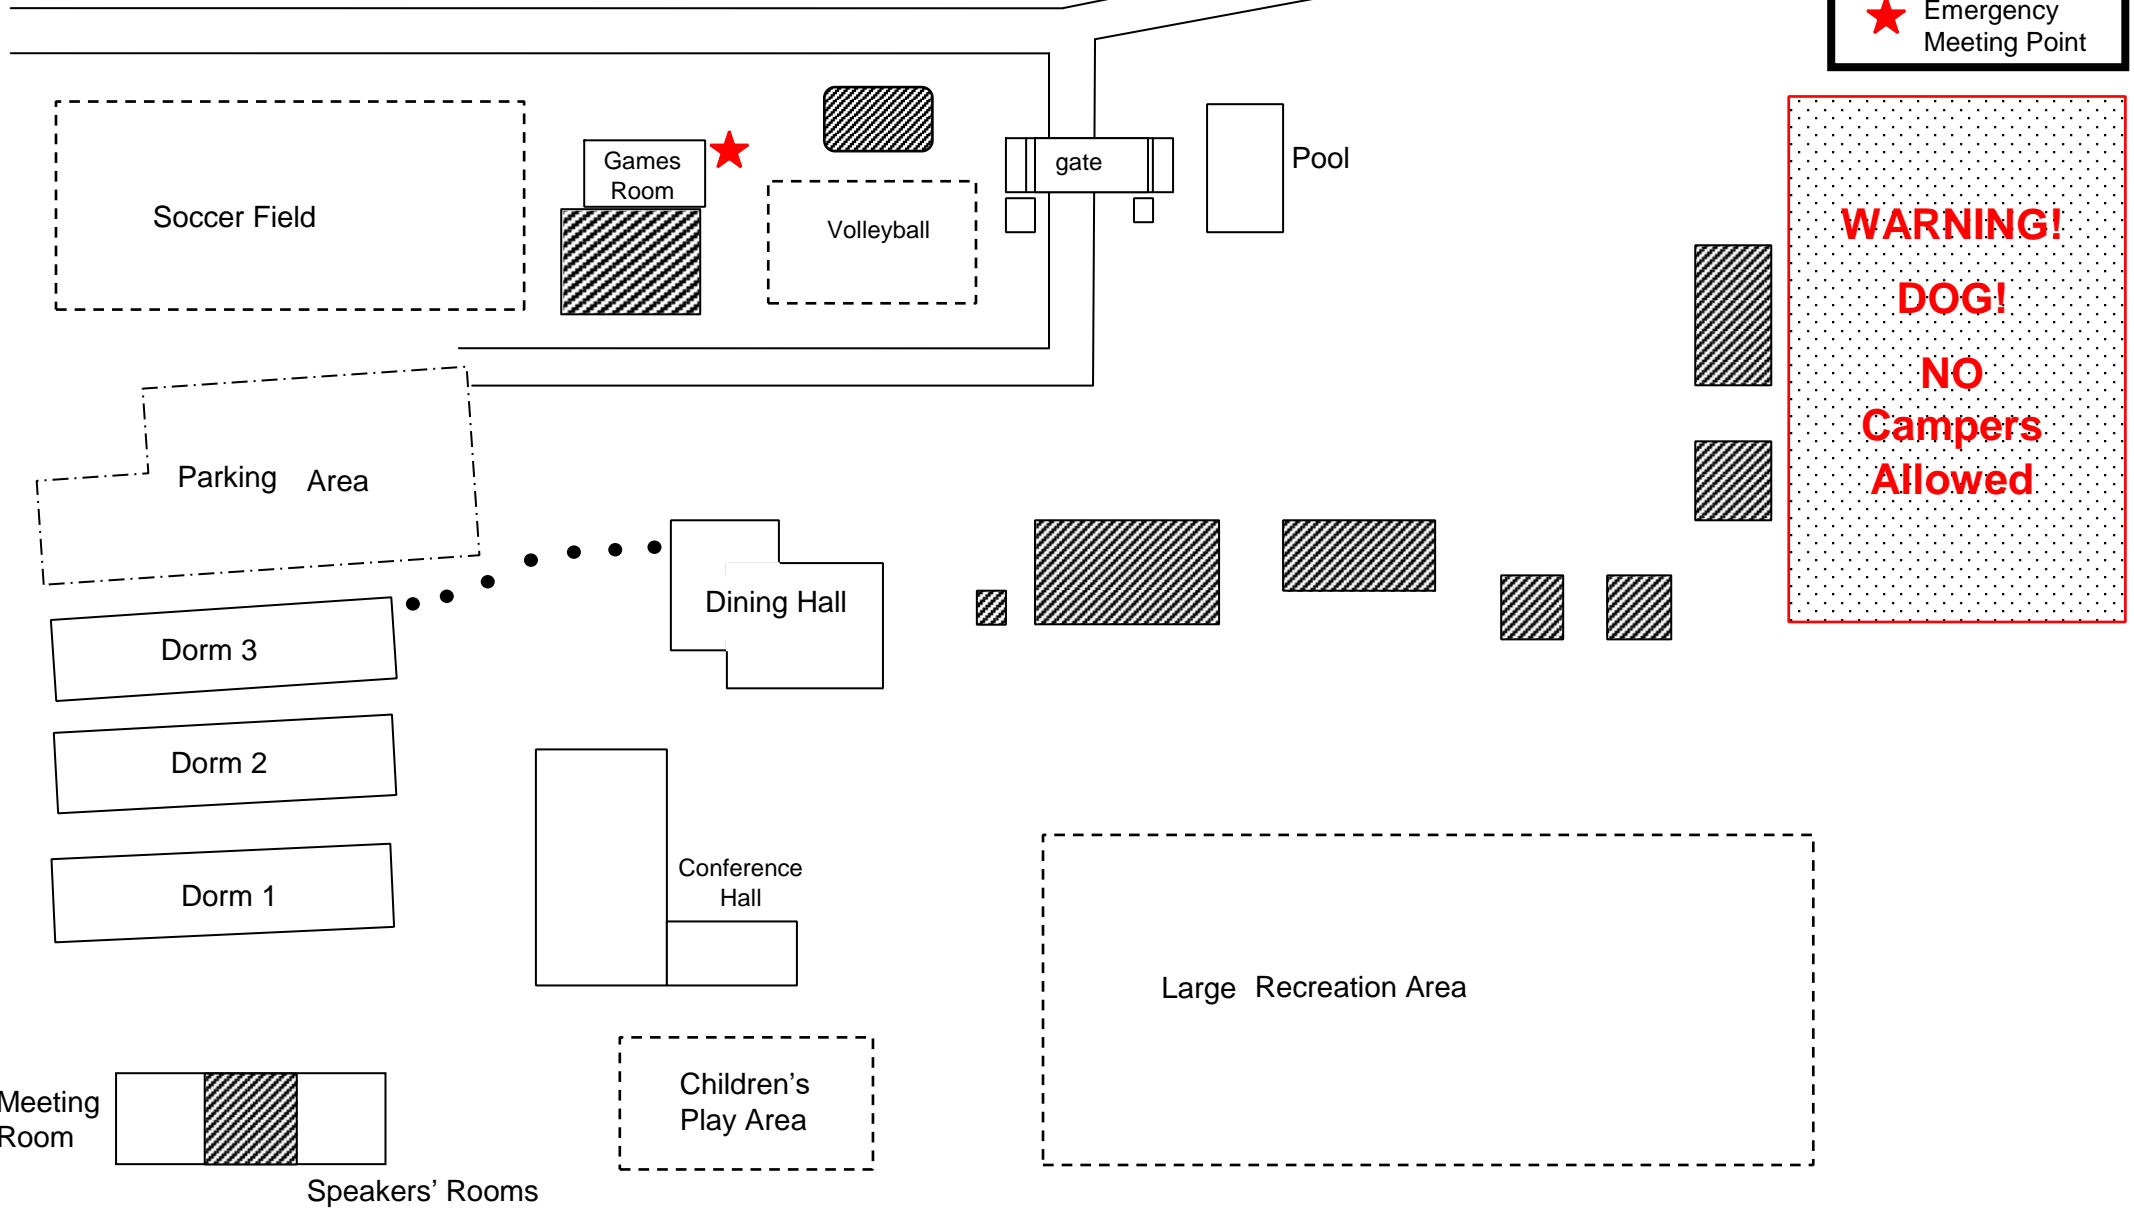 Emergency
Meeting Point
Games
Room
gate
Pool
Soccer Field
Volleyball
WARNING!
DOG!
NO
Campers
Allowed
Parking Area
Dining Hall
Dorm 3
Dorm 2
Dorm 1
Conference
Hall
Large Recreation Area
Children's
Play Area
Meeting
Room
Speakers' Rooms